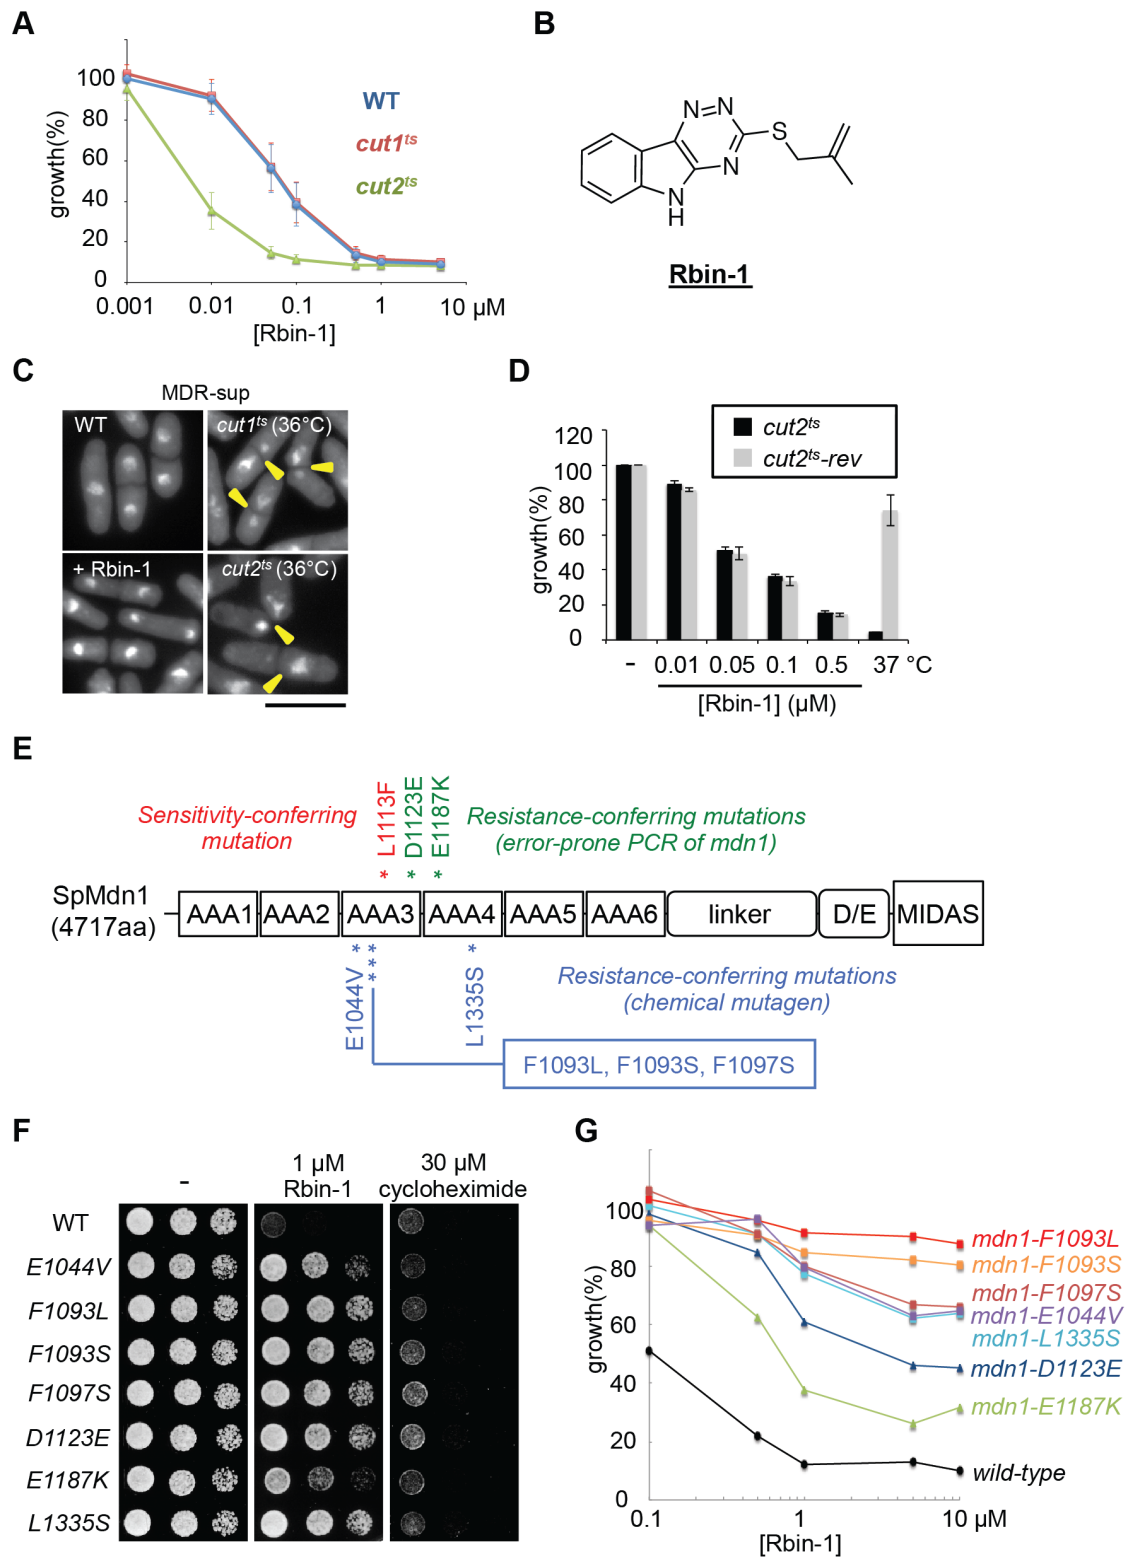 A
growth(%)
100
80
60
40
20
0
0.001 0.01 0.1 1 10 µM
[Rbin-1]
WT
cut1ts
cut2ts
B
N N
N
S
N
H
Rbin-1
C
MDR-sup
WT
cut1ts (36°C)
+ Rbin-1
cut2ts (36°C)
D
cut2ts
cut2ts-rev
growth(%)
120
100
80
60
40
20
0
- 0.01 0.05 0.1 0.5 37 °C
[Rbin-1] (µM)
E
Sensitivity-conferring
mutation
* L1113F
* D1123E
* E1187K
Resistance-conferring mutations
(error-prone PCR of mdn1)
SpMdn1
(4717aa)
AAA1 AAA2 AAA3 AAA4 AAA5 AAA6 linker D/E MIDAS
E1044V *
***
L1335S *
Resistance-conferring mutations
(chemical mutagen)
F1093L, F1093S, F1097S
F
- 1 µM
Rbin-1
30 µM
cycloheximide
WT
E1044V
F1093L
F1093S
F1097S
D1123E
E1187K
L1335S
G
growth(%)
100
80
60
40
20
0
0.1 1 10 µM
[Rbin-1]
mdn1-F1093L
mdn1-F1093S
mdn1-F1097S
mdn1-E1044V
mdn1-L1335S
mdn1-D1123E
mdn1-E1187K
wild-type